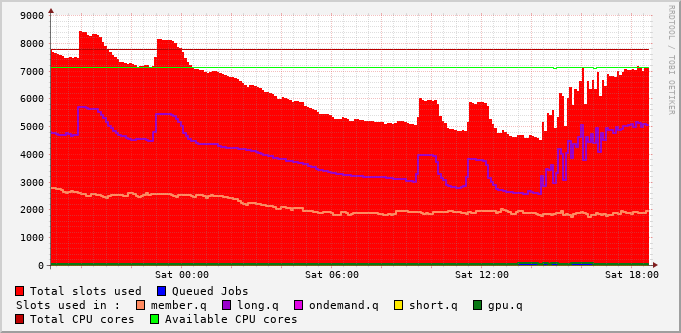 9000
8000
7000
6000
5000
4000
3000
2000
1000
0
Sat 00:00 Sat 06:00 Sat 12:00 Sat 18:00
RRDTOOL / TOBI OETIKER
Total slots used Queued Jobs
Slots used in : member.q long.q ondemand.q short.q gpu.q
Total CPU cores Available CPU cores